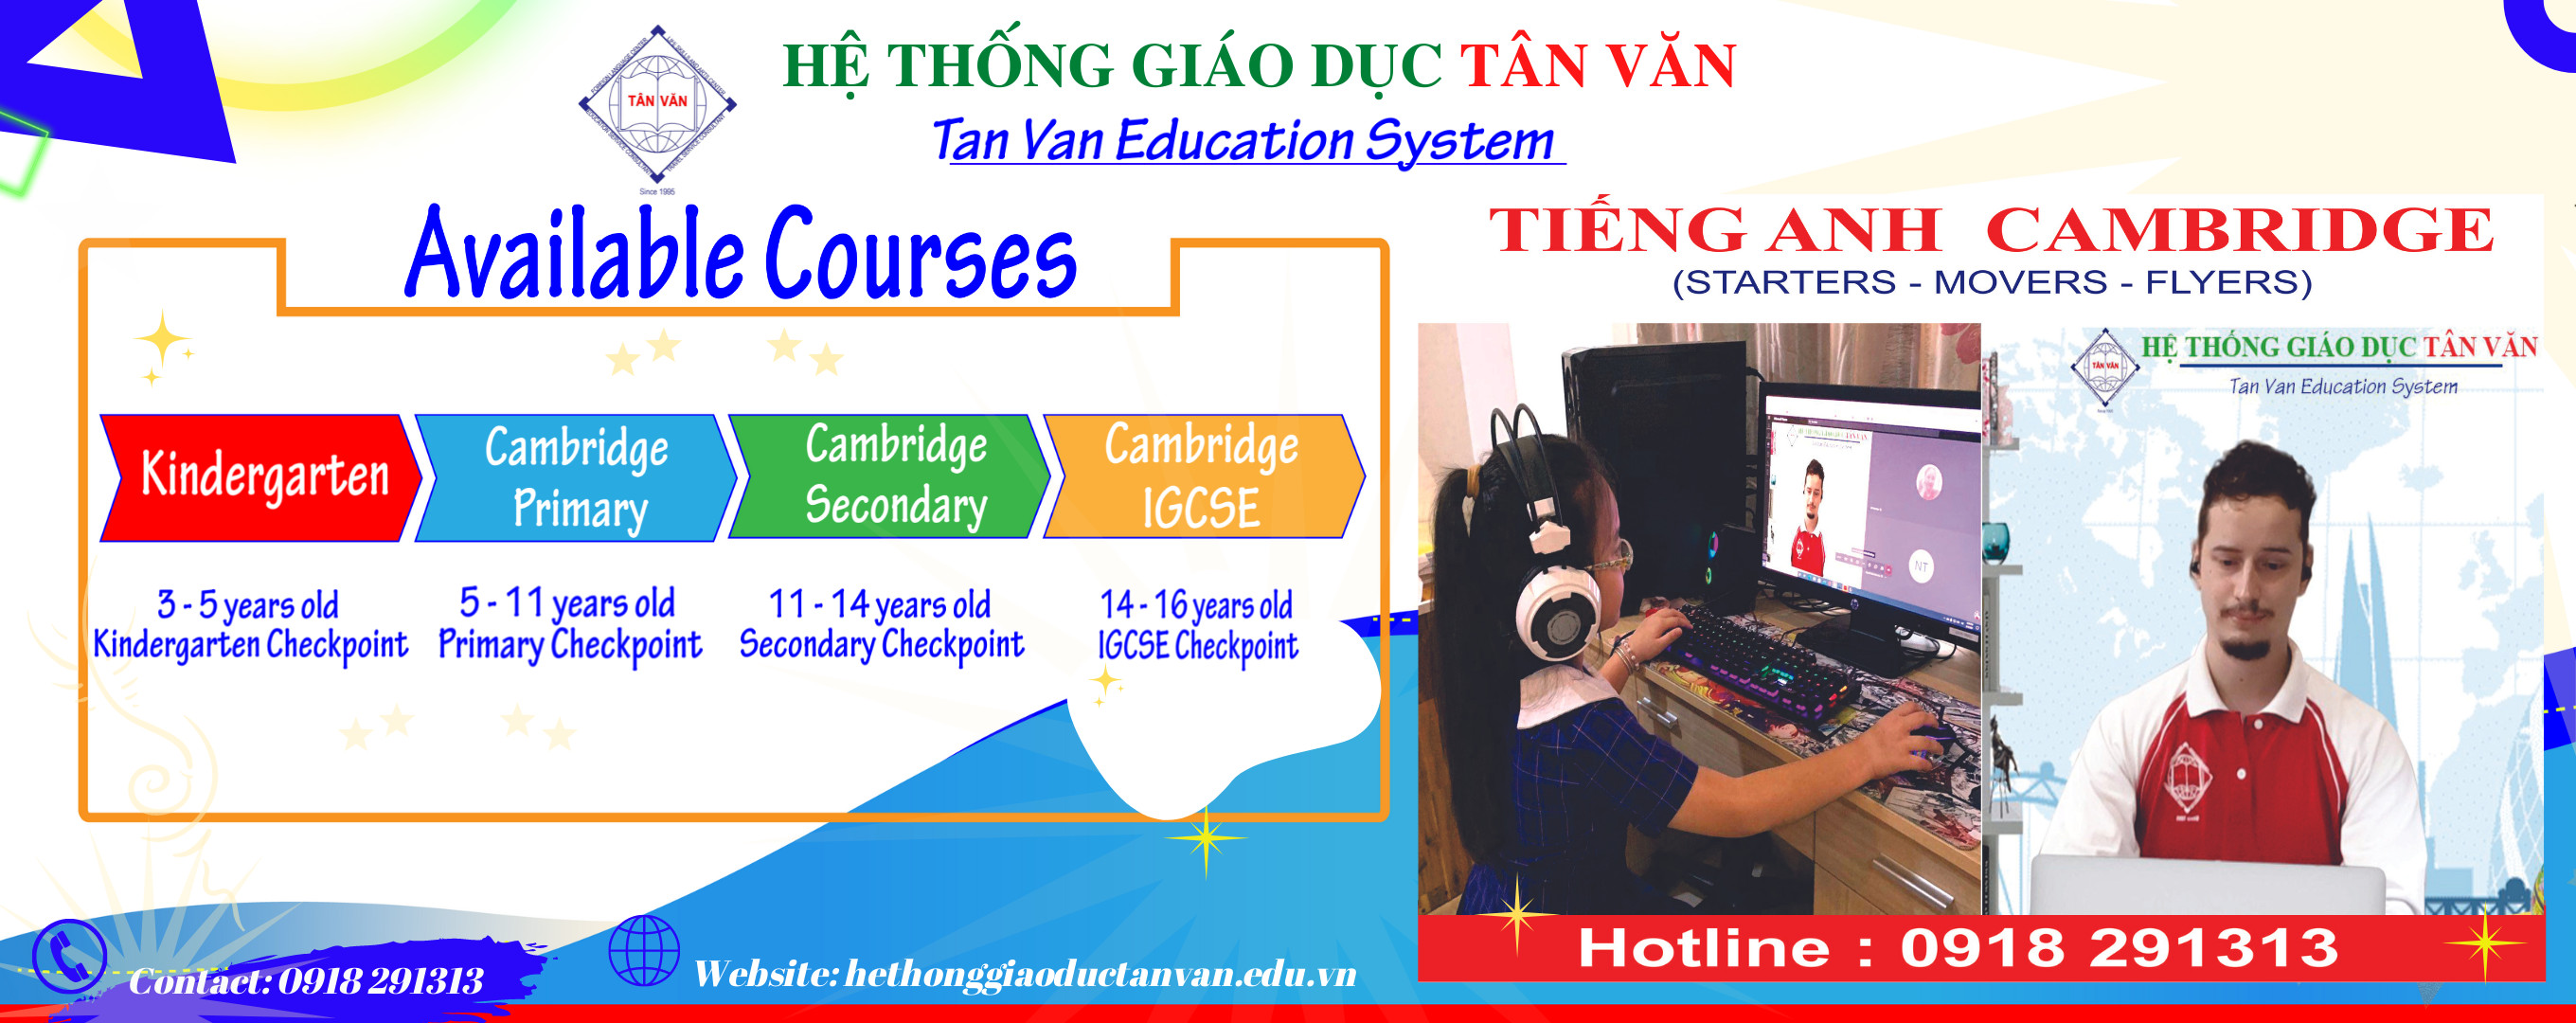 HỆ THỐNG GIÁO DỤC TÂN VĂN
Tan Van Education System
TÂN VĂN
Since 1995
Available Courses
Kindergarten
Cambridge
Primary
Cambridge
Secondary
Cambridge
IGCSE
3 - 5 years old
Kindergarten Checkpoint
5 - 11 years old
Primary Checkpoint
11 - 14 years old
Secondary Checkpoint
14 - 16 years old
IGCSE Checkpoint
TIẾNG ANH CAMBRIDGE
(STARTERS - MOVERS - FLYERS)
HỆ THỐNG GIÁO DỤC TÂN VĂN
TÂN VĂN
Tan Van Education System
NT
Hotline : 0918 291313
Contact: 0918 291313
Website: hethonggiaoductanvan.edu.vn